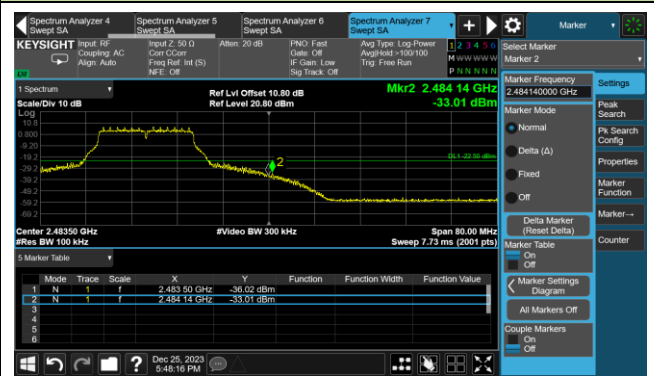 Spectrum Analyzer 4
Swept SA
Spectrum Analyzer 5
Swept SA
Spectrum Analyzer 6
Swept SA
Spectrum Analyzer 7
Swept SA
Marker
KEYSIGHT
Input: RF
Coupling: AC
Align: Auto
Input Z: 50 Ω
Corr CCorr
Freq Ref: Int (S)
NFE: Off
Atten: 20 dB
PNO: Fast
Gate: Off
IF Gain: Low
Sig Track: Off
Avg Type: Log-Power
Avg|Hold:>100/100
Trig: Free Run
1 2 3 4 5 6
M W W W W W
P N N N N N
Select Marker
Marker 2
1 Spectrum
Scale/Div 10 dB
Ref Lvl Offset 10.80 dB
Ref Level 20.80 dBm
Mkr2 2.484 14 GHz
-33.01 dBm
Log
10.8
0.800
-9.20
-19.2
-29.2
-39.2
-49.2
-59.2
-69.2
2
DL1 -22.50 dBm
Center 2.48350 GHz
#Res BW 100 kHz
#Video BW 300 kHz
Span 80.00 MHz
Sweep 7.73 ms (2001 pts)
5 Marker Table
Mode Trace Scale X Y Function Function Width Function Value
1 N 1 f 2.483 50 GHz -36.02 dBm
2 N 1 f 2.484 14 GHz -33.01 dBm
3
4
5
6
Marker Frequency
2.484140000 GHz
Marker Mode
Normal
Delta (Δ)
Fixed
Off
Delta Marker
(Reset Delta)
Marker Table
On
Off
Marker Settings
Diagram
All Markers Off
Couple Markers
On
Off
Settings
Peak
Search
Pk Search
Config
Properties
Marker
Function
Marker→
Counter
Dec 25, 2023
5:48:16 PM